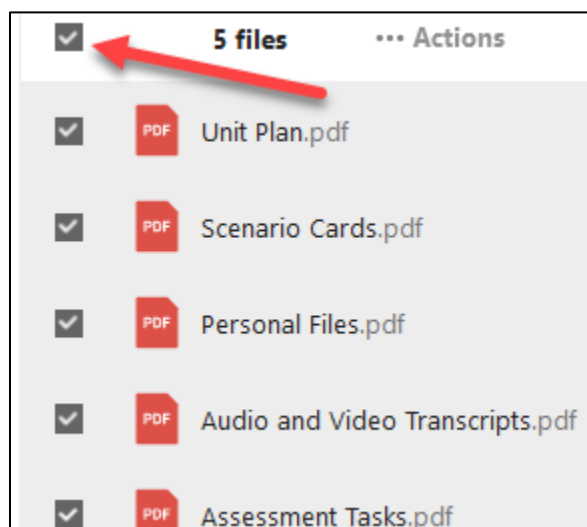 5 files ··· Actions
PDF Unit Plan.pdf
PDF Scenario Cards.pdf
PDF Personal Files.pdf
PDF Audio and Video Transcripts.pdf
PDF Assessment Tasks.pdf